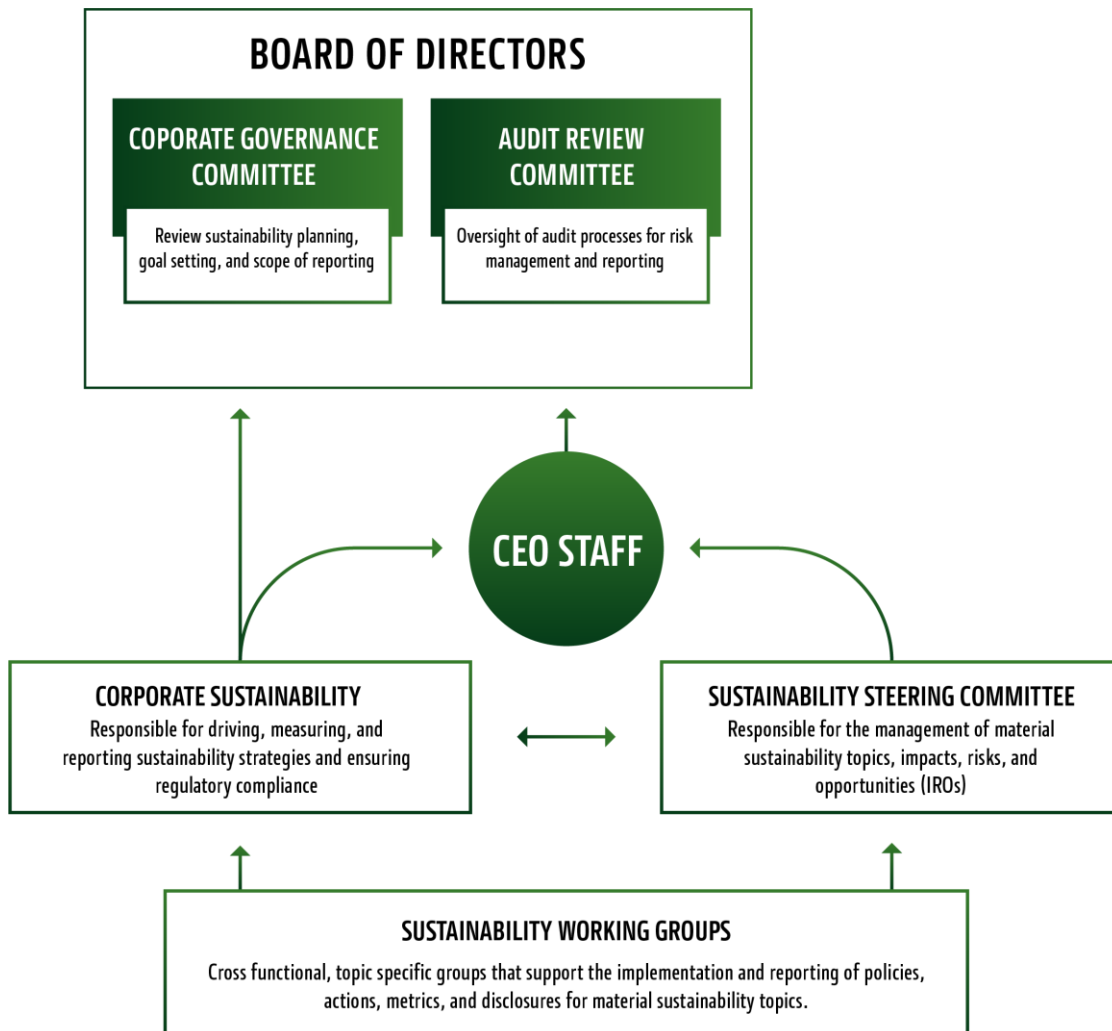 BOARD OF DIRECTORS
COPORATE GOVERNANCE
COMMITTEE
Review sustainability planning,
goal setting, and scope of reporting
AUDIT REVIEW
COMMITTEE
Oversight of audit processes for risk
management and reporting
CEO STAFF
CORPORATE SUSTAINABILITY
Responsible for driving, measuring, and
reporting sustainability strategies and ensuring
regulatory compliance
SUSTAINABILITY STEERING COMMITTEE
Responsible for the management of material
sustainability topics, impacts, risks, and
opportunities (IROs)
SUSTAINABILITY WORKING GROUPS
Cross functional, topic specific groups that support the implementation and reporting of policies,
actions, metrics, and disclosures for material sustainability topics.